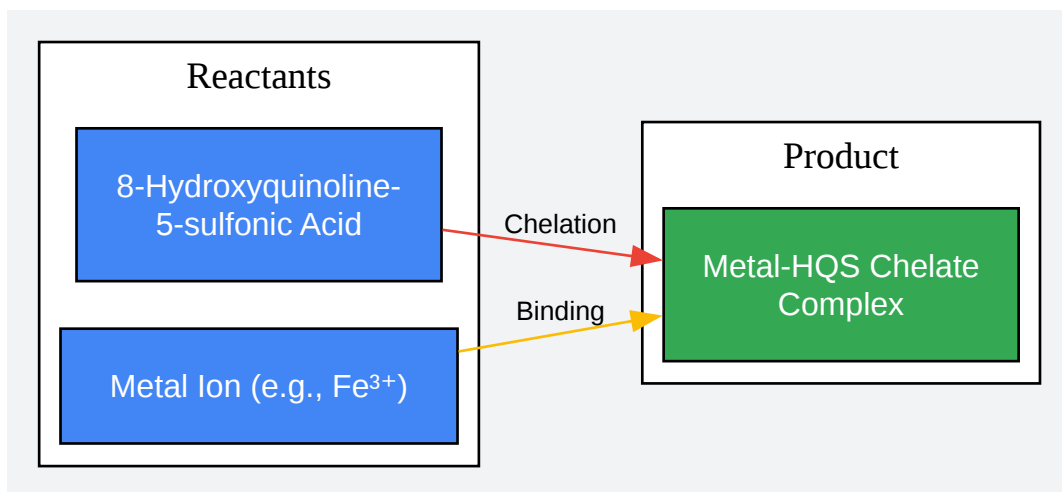 Reactants
8-Hydroxyquinoline-
5-sulfonic Acid
Metal Ion (e.g., Fe³⁺)
Chelation
Binding
Product
Metal-HQS Chelate
Complex